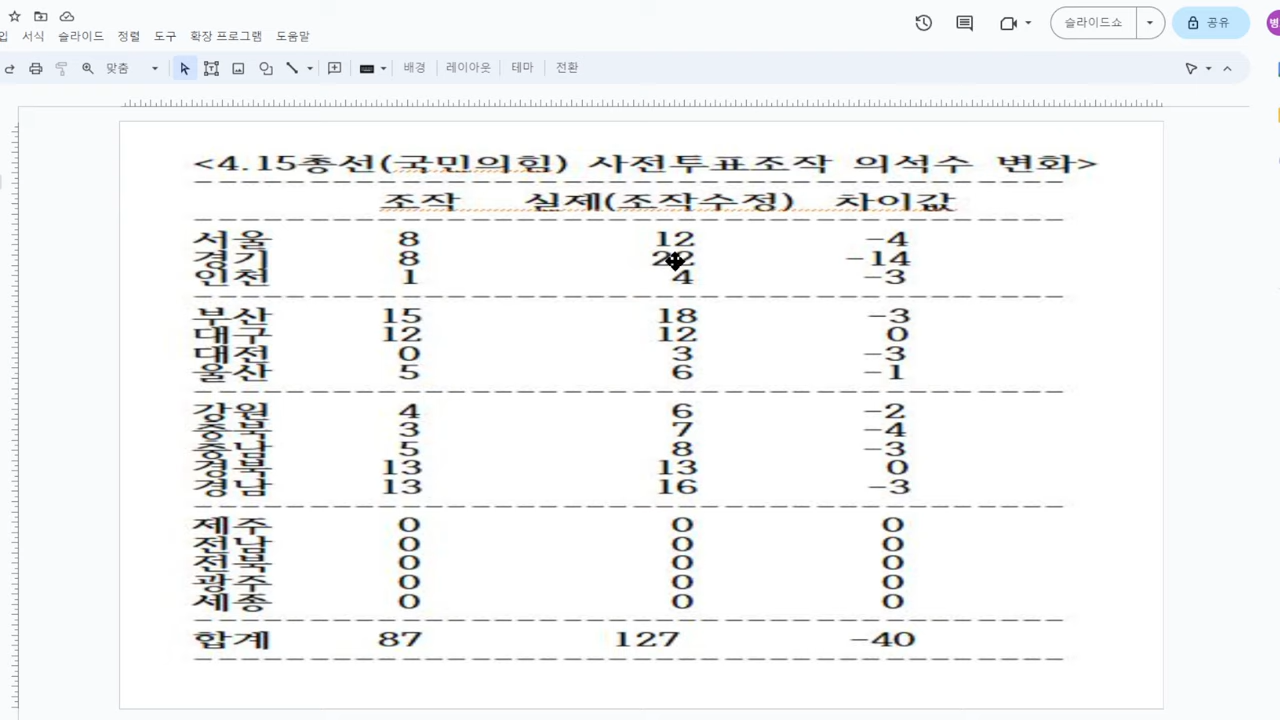 입 서식 슬라이드 정렬 도구 확장 프로그램 도움말
슬라이드쇼
공유
병
맞춤
배경 레이아웃 테마 전환
<4.15총선(국민의힘) 사전투표조작 의석수 변화>
조작 실제(조작수정) 차이값
서울 8 12 -4
경기 8 22 -14
인천 1 4 -3
부산 15 18 -3
대구 12 12 0
대전 0 3 -3
울산 5 6 -1
강원 4 6 -2
충북 3 7 -4
충남 5 8 -3
경북 13 13 0
경남 13 16 -3
제주 0 0 0
전남 0 0 0
전북 0 0 0
광주 0 0 0
세종 0 0 0
합계 87 127 -40